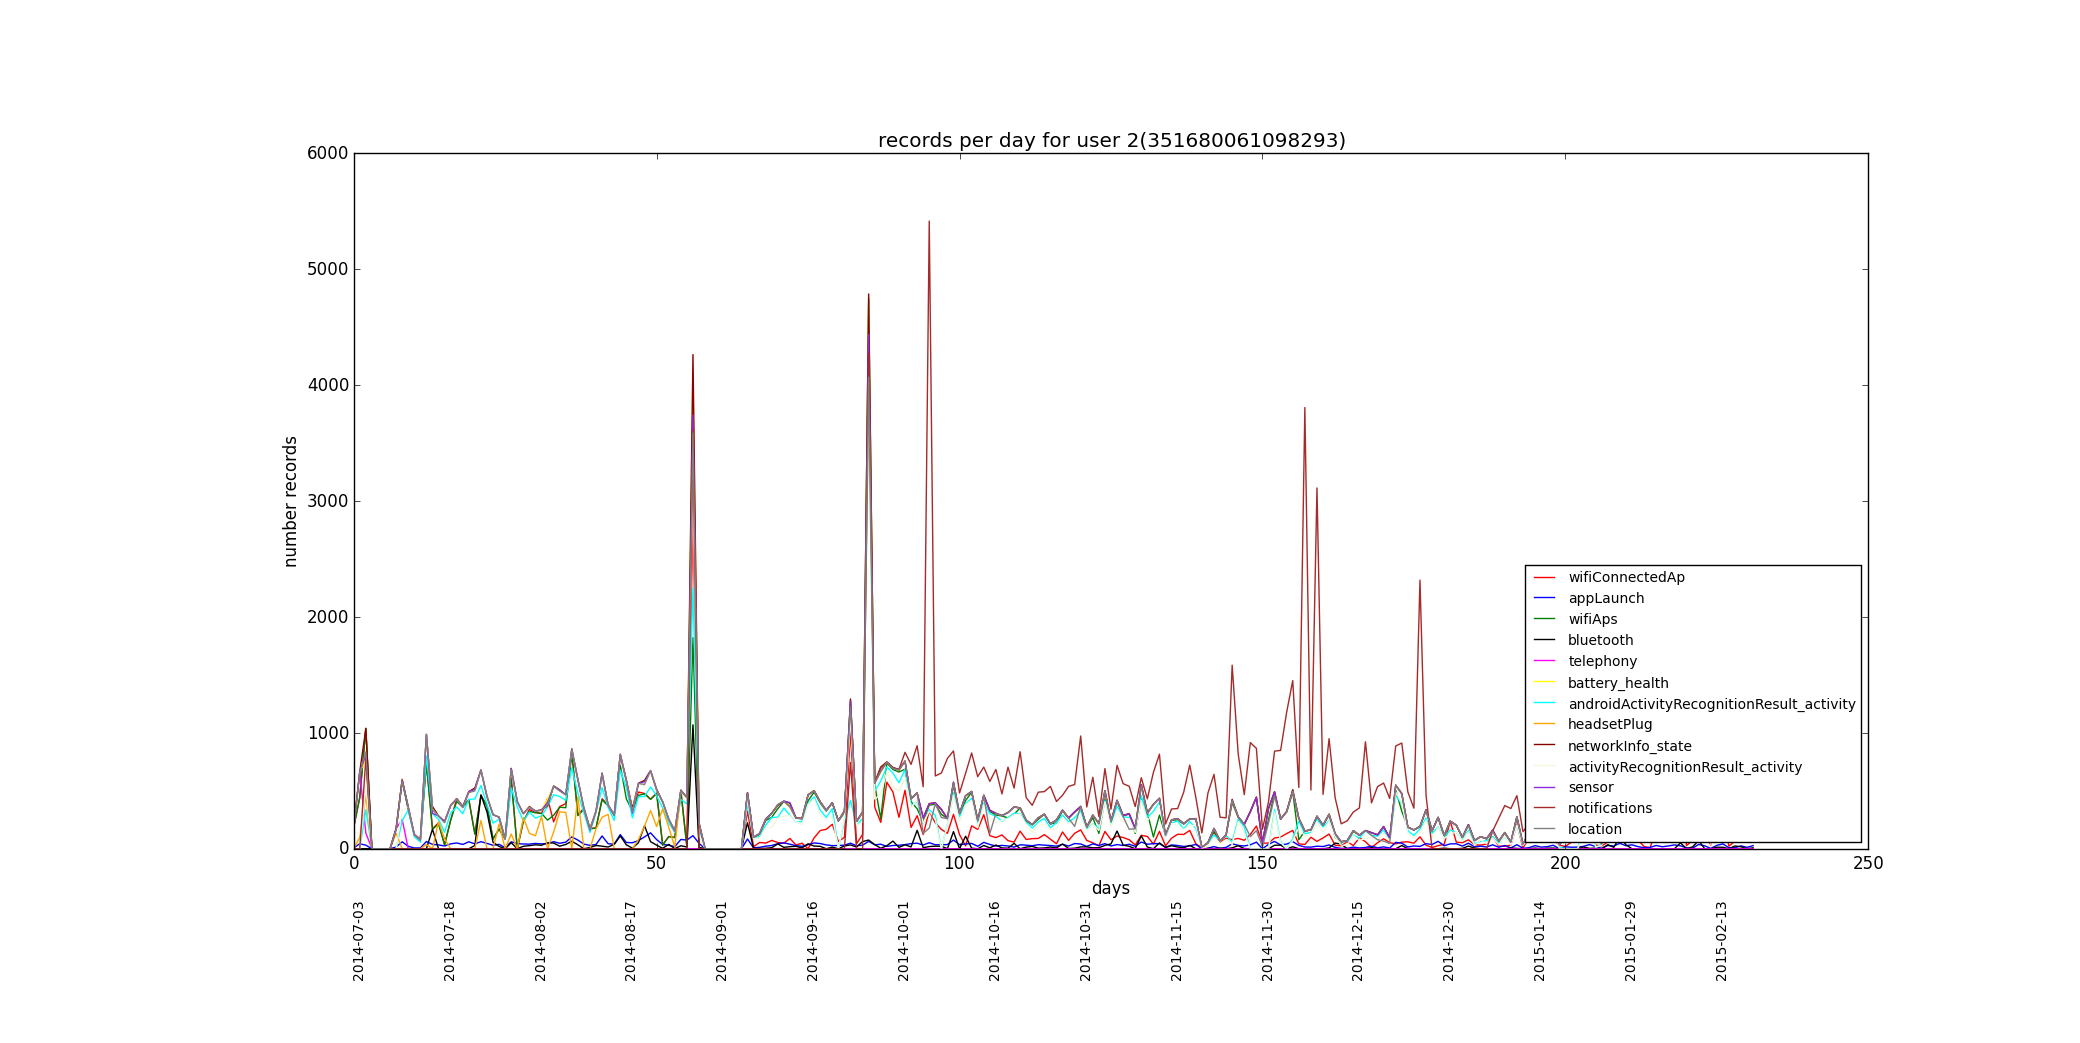 records per day for user 2(351680061098293)
6000
5000
4000
3000
2000
1000
0
number records
wifiConnectedAp
appLaunch
wifiAps
bluetooth
telephony
battery_health
androidActivityRecognitionResult_activity
headsetPlug
networkInfo_state
activityRecognitionResult_activity
sensor
notifications
location
0 50 100 150 200 250
days
2014-07-03
2014-07-18
2014-08-02
2014-08-17
2014-09-01
2014-09-16
2014-10-01
2014-10-16
2014-10-31
2014-11-15
2014-11-30
2014-12-15
2014-12-30
2015-01-14
2015-01-29
2015-02-13